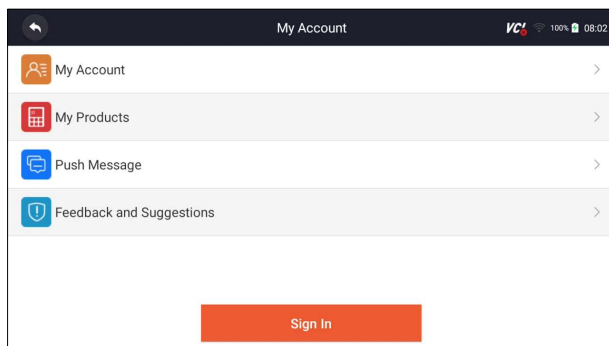 My Account
VCI 100% 08:02
My Account
My Products
Push Message
Feedback and Suggestions
Sign In